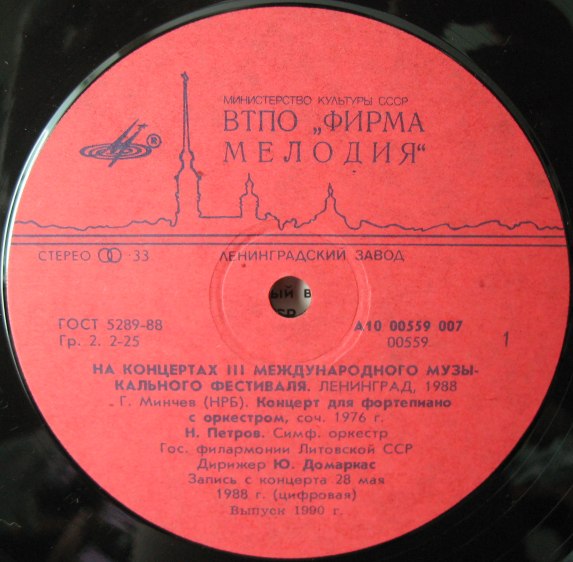 МИНИСТЕРСТВО КУЛЬТУРЫ СССР
ВТПО „ФИРМА
МЕЛОДИЯ“
®
СТЕРЕО 33
ЛЕНИНГРАДСКИЙ ЗАВОД
ый в
ГОСТ 5289-88
А10 00559 007
Гр. 2. 2-25
00559
1
НА КОНЦЕРТАХ III МЕЖДУНАРОДНОГО МУЗЫ-
КАЛЬНОГО ФЕСТИВАЛЯ. ЛЕНИНГРАД, 1988
Г. Минчев (НРБ). Концерт для фортепиано
с оркестром, соч. 1976 г.
Н. Петров. Симф. оркестр
Гос. филармонии Литовской ССР
Дирижер Ю. Домаркас
Запись с концерта 28 мая
1988 г. (цифровая)
Выпуск 1990 г.